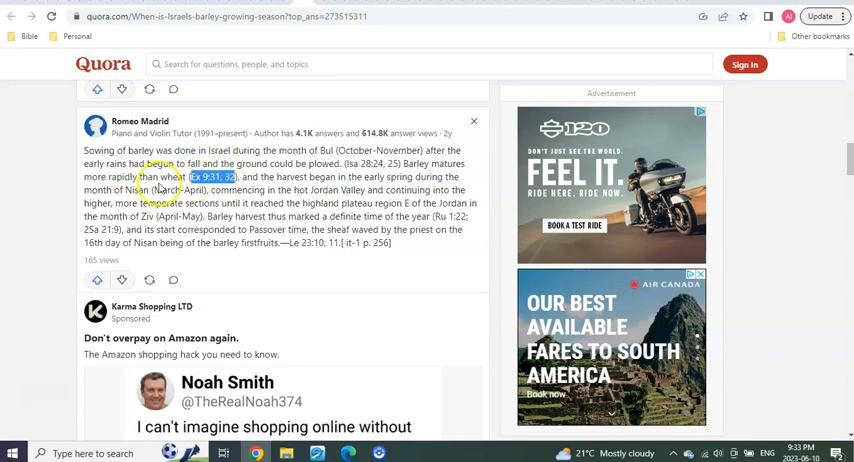 quora.com/When-is-Israels-barley-growing-season?top_ans=273515311
AI
Update
Bible
Personal
Other bookmarks
Quora
Search for questions, people, and topics
Sign In
Romeo Madrid
Piano and Violin Tutor (1991–present) · Author has 4.1K answers and 614.8K answer views · 2y
Sowing of barley was done in Israel during the month of Bul (October-November) after the
early rains had begun to fall and the ground could be plowed. (Isa 28:24, 25) Barley matures
more rapidly than wheat (Ex 9:31, 32), and the harvest began in the early spring during the
month of Nisan (March-April), commencing in the hot Jordan Valley and continuing into the
higher, more temperate sections until it reached the highland plateau region E of the Jordan in
the month of Ziv (April-May). Barley harvest thus marked a definite time of the year (Ru 1:22;
2Sa 21:9), and its start corresponded to Passover time, the sheaf waved by the priest on the
16th day of Nisan being of the barley firstfruits.—Le 23:10, 11.[ it-1 p. 256]
165 views
Karma Shopping LTD
Sponsored
Don't overpay on Amazon again.
The Amazon shopping hack you need to know.
Noah Smith
@TheRealNoah374
I can't imagine shopping online without
Advertisement
120
DON'T JUST SEE THE WORLD.
FEEL IT.
RIDE HERE. RIDE NOW.
BOOK A TEST RIDE
AIR CANADA
OUR BEST
AVAILABLE
FARES TO SOUTH
AMERICA
Book now
Type here to search
21°C Mostly cloudy
ENG
9:33 PM
2023-06-10
2